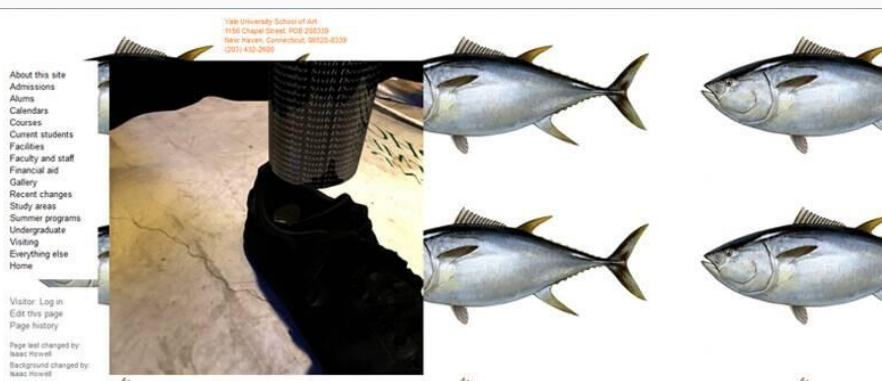 Yale University School of Art
1156 Chapel Street, POB 208339
New Haven, Connecticut, 06520-8339
(203) 432-2600
About this site
Admissions
Alums
Calendars
Courses
Current students
Facilities
Faculty and staff
Financial aid
Gallery
Recent changes
Study areas
Summer programs
Undergraduate
Visiting
Everything else
Home
Visitor: Log in
Edit this page
Page history
Page last changed by:
Isaac Howell
Background changed by:
Isaac Howell